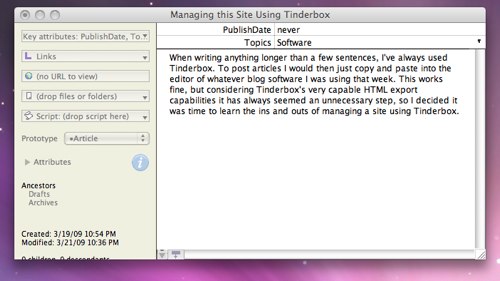 Managing this Site Using Tinderbox
Key attributes: PublishDate, To
PublishDate never
Topics Software
Links
(no URL to view)
(drop files or folders)
Script: (drop script here)
Prototype •Article
Attributes
Ancestors
Drafts
Archives
Created: 3/19/09 10:54 PM
Modified: 3/21/09 10:36 PM
0 children, 0 descendants
When writing anything longer than a few sentences, I've always used
Tinderbox. To post articles I would then just copy and paste into the
editor of whatever blog software I was using that week. This works
fine, but considering Tinderbox's very capable HTML export
capabilities it has always seemed an unnecessary step, so I decided it
was time to learn the ins and outs of managing a site using Tinderbox.